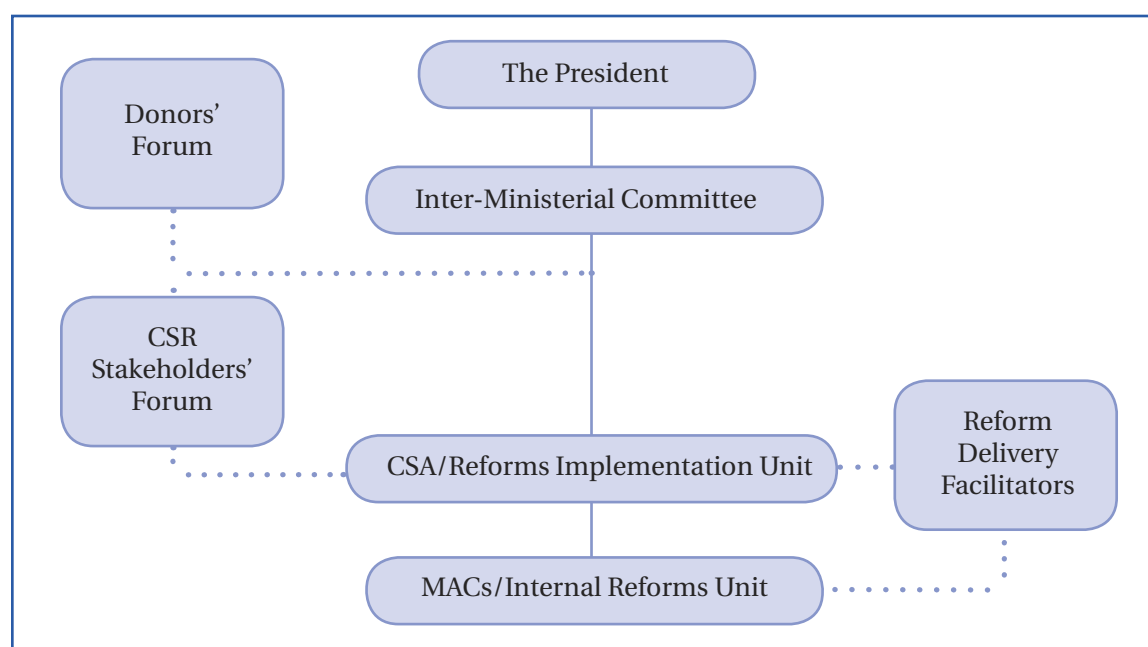 The President
Donors’
Forum
Inter-Ministerial Committee
CSR
Stakeholders’
Forum
CSA/Reforms Implementation Unit
Reform
Delivery
Facilitators
MACs/Internal Reforms Unit